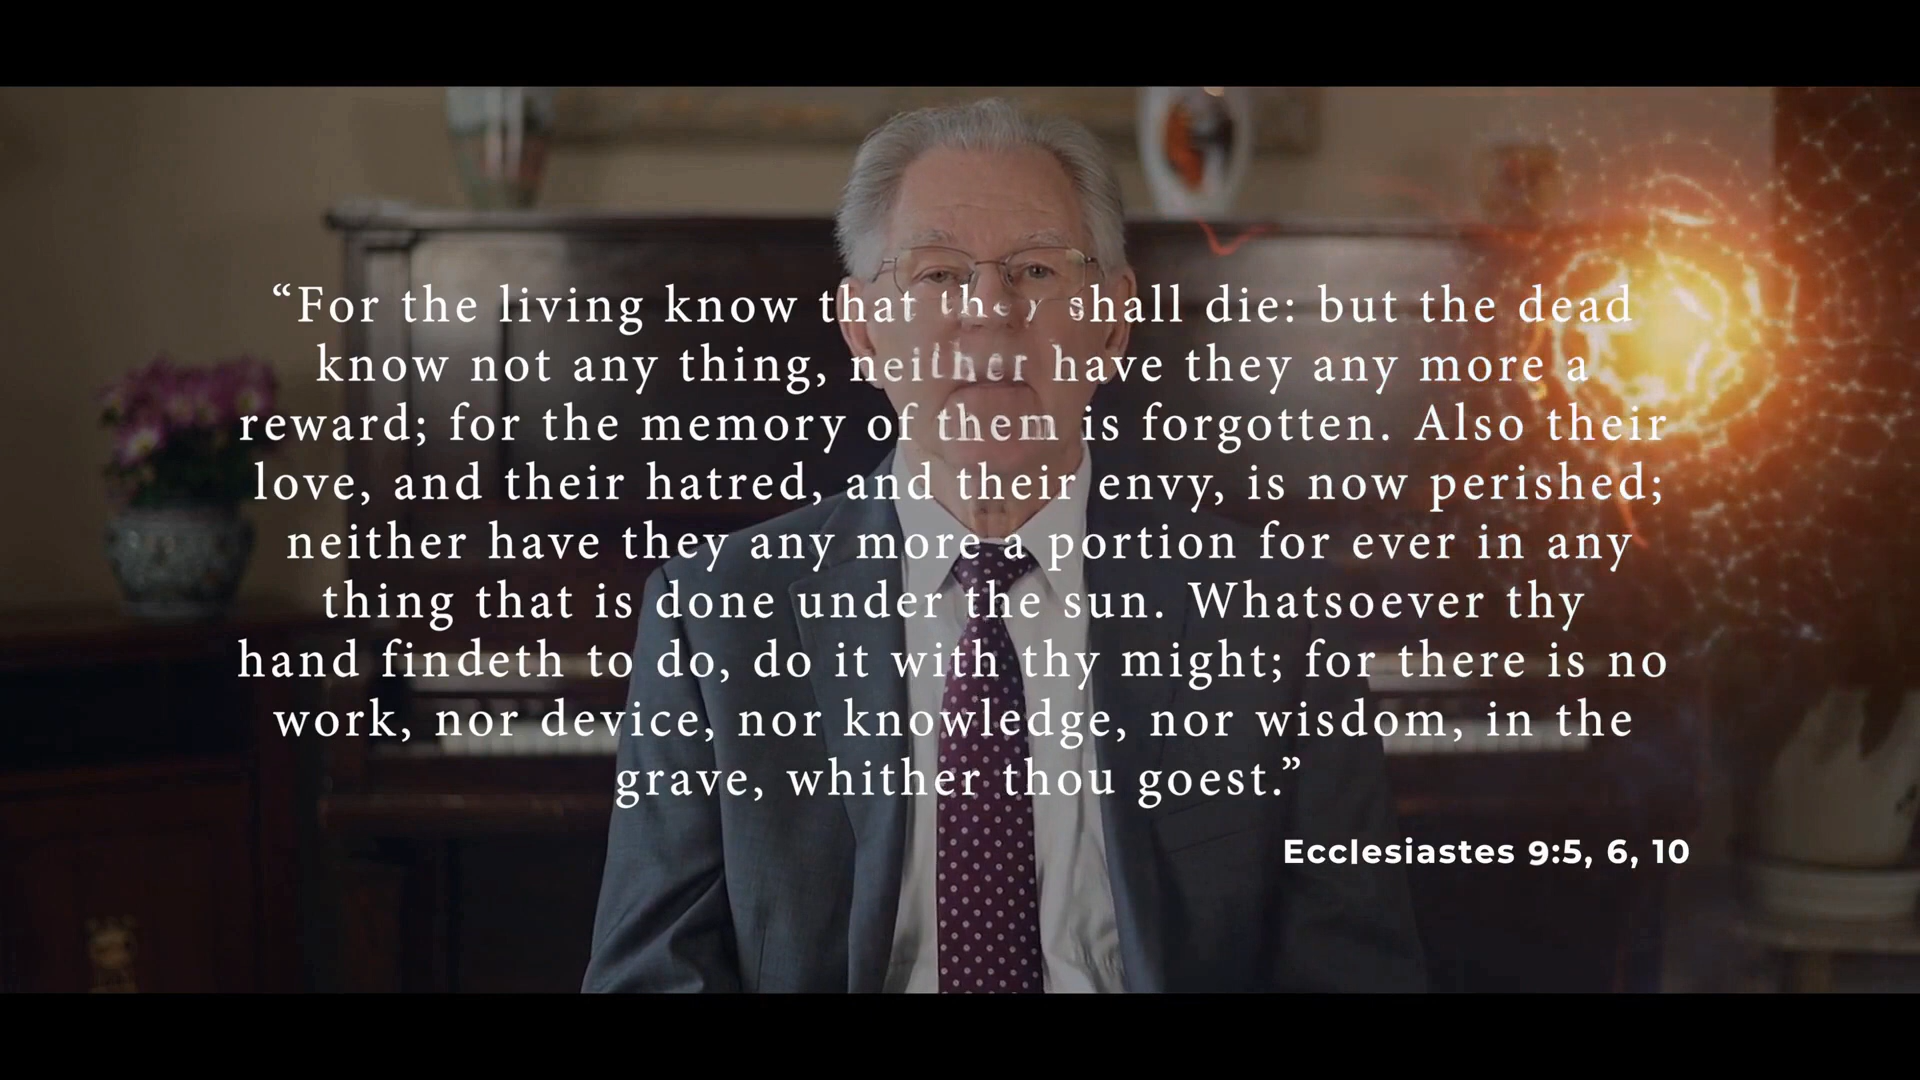 “For the living know that they shall die: but the dead
know not any thing, neither have they any more a
reward; for the memory of them is forgotten. Also their
love, and their hatred, and their envy, is now perished;
neither have they any more a portion for ever in any
thing that is done under the sun. Whatsoever thy
hand findeth to do, do it with thy might; for there is no
work, nor device, nor knowledge, nor wisdom, in the
grave, whither thou goest.”
Ecclesiastes 9:5, 6, 10